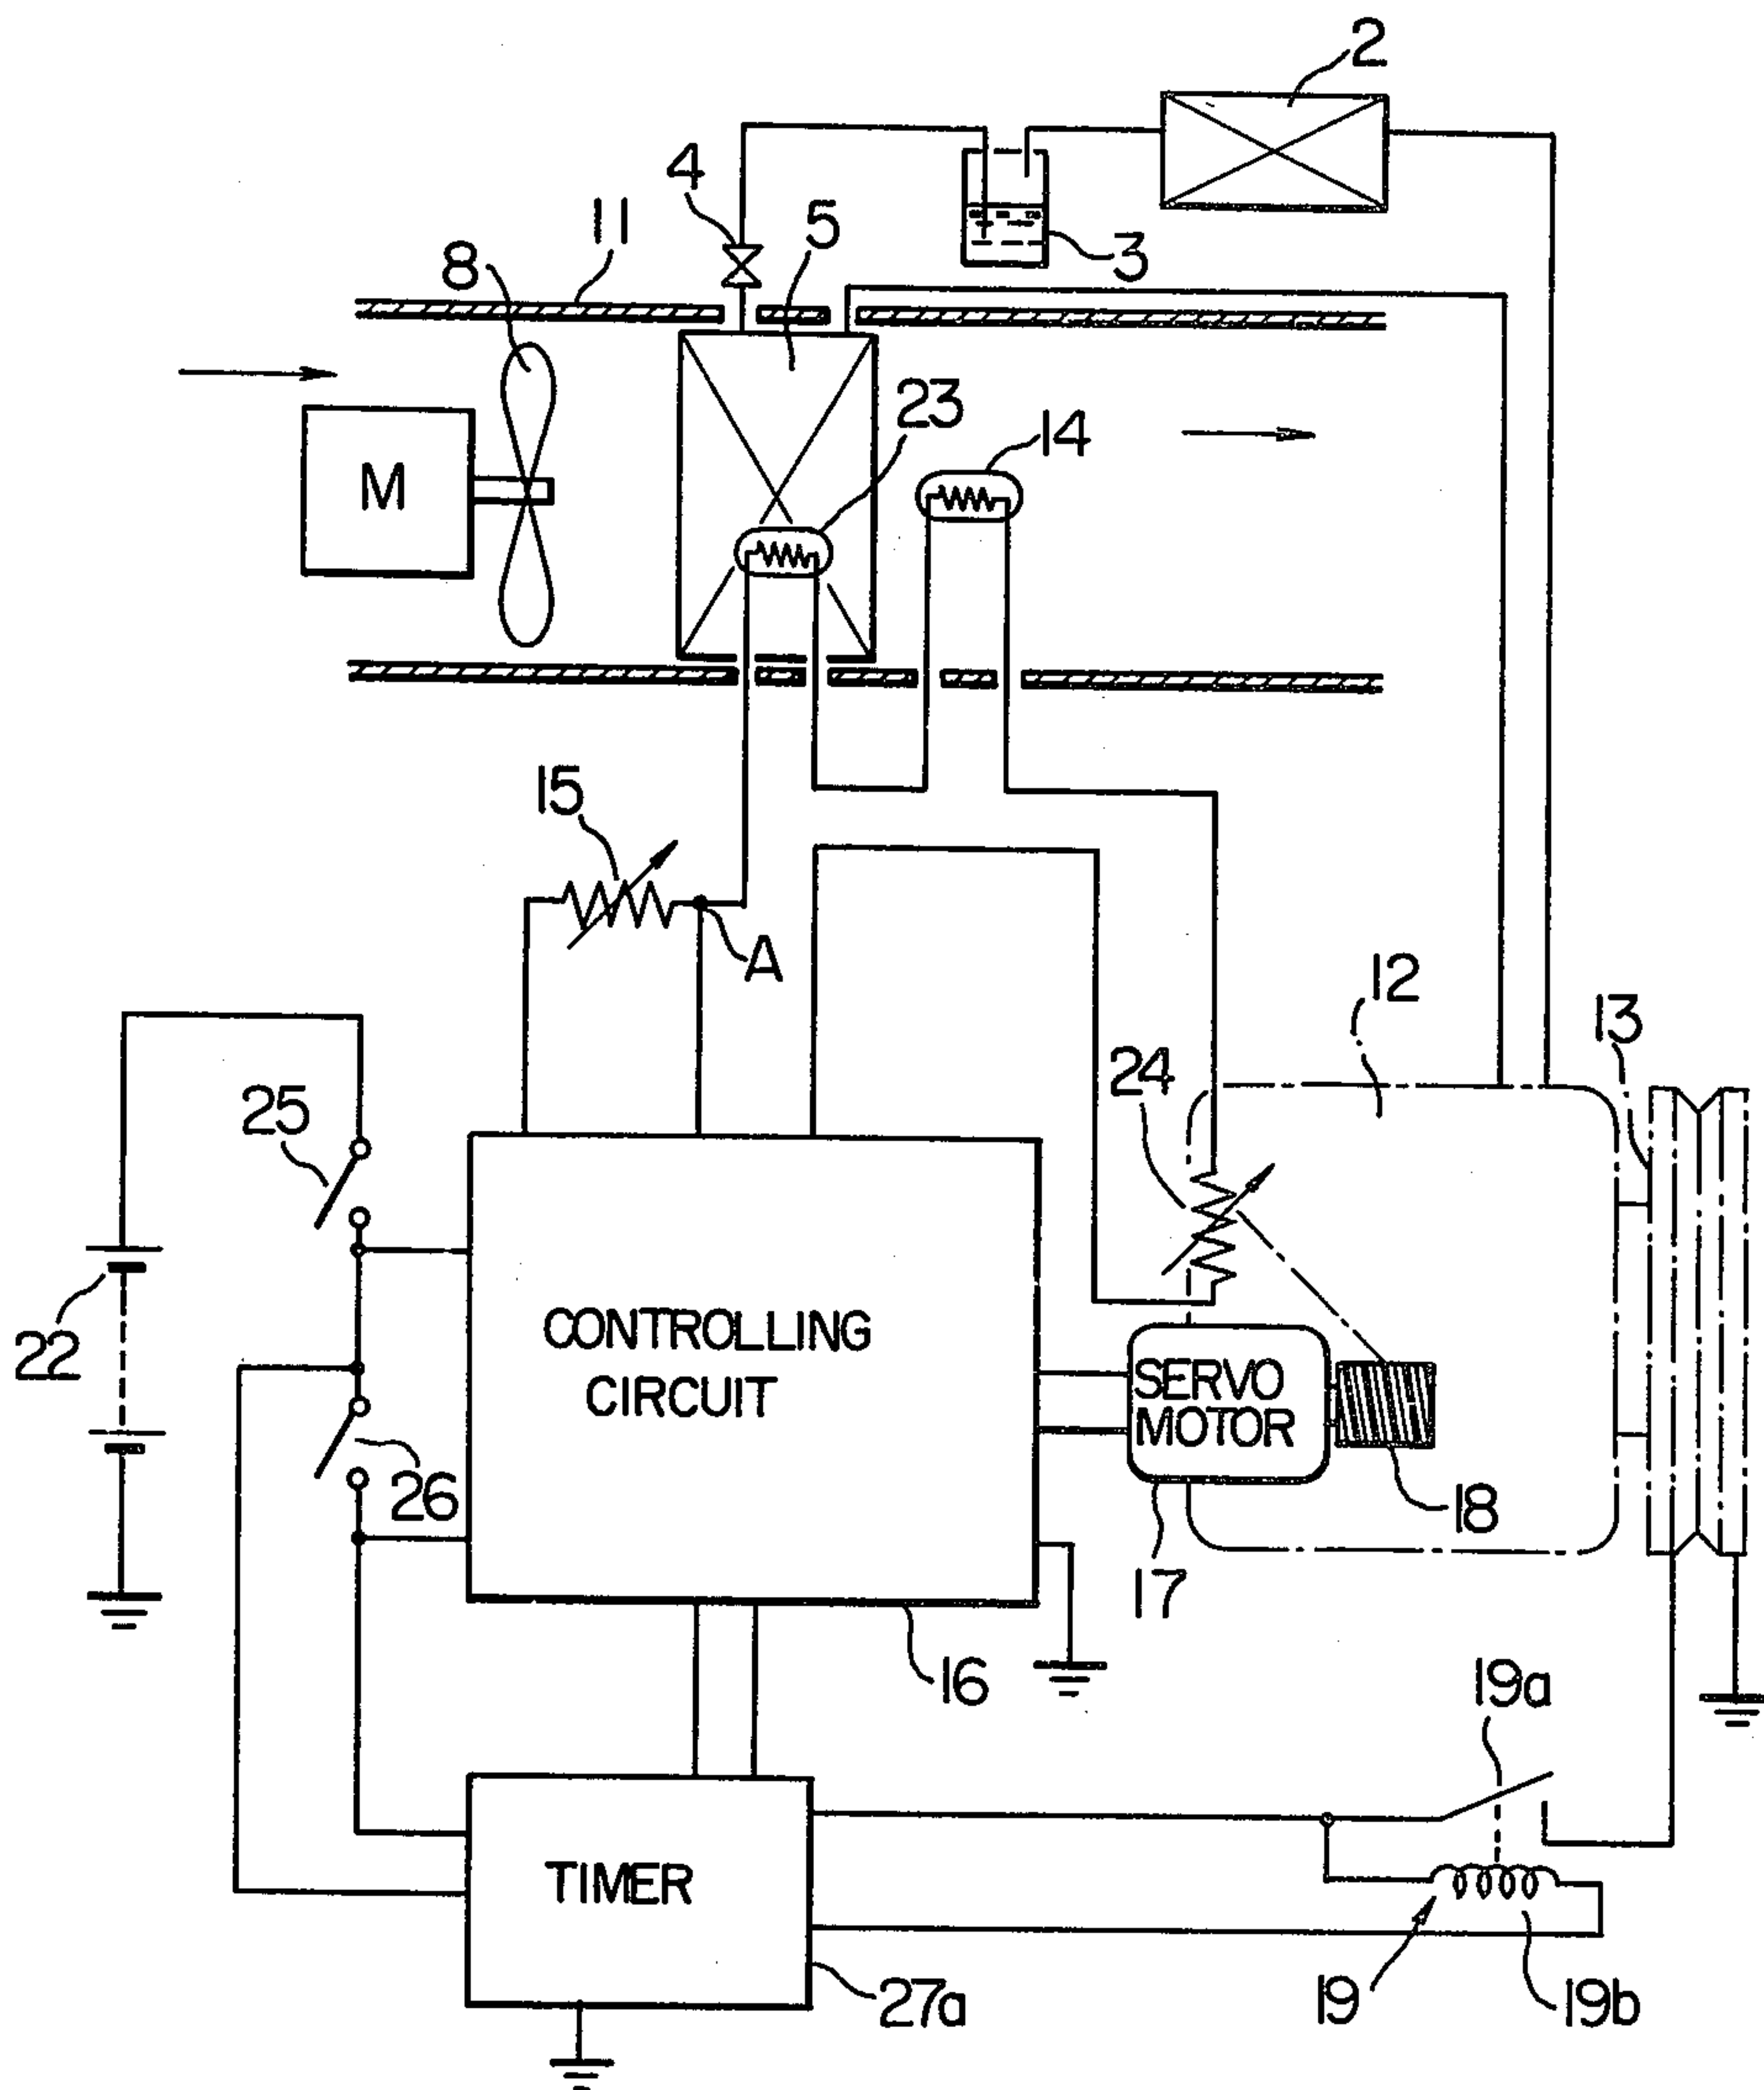 2
4
5
3
11
8
23
14
M
15
A
12
13
24
25
CONTROLLING
CIRCUIT
22
SERVO
MOTOR
26
18
17
16
19a
TIMER
27a
19
19b